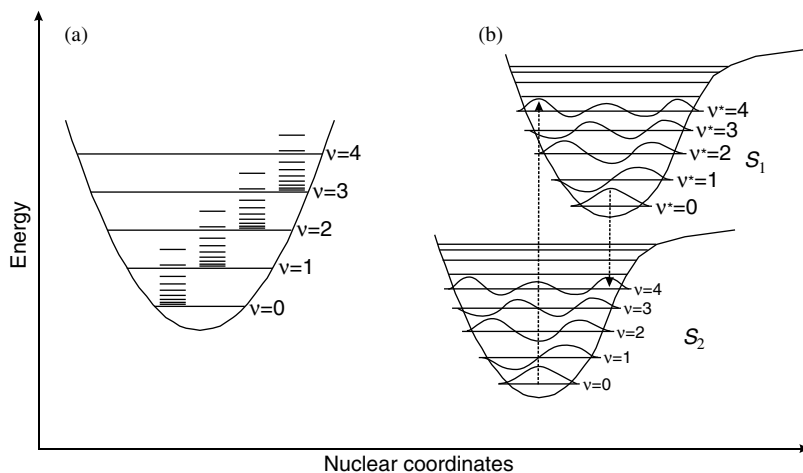 (a)
(b)
Energy
ν=4
ν=3
ν=2
ν=1
ν=0
ν*=4
ν*=3
ν*=2
ν*=1
ν*=0
S1
ν=4
ν=3
ν=2
ν=1
ν=0
S2
Nuclear coordinates